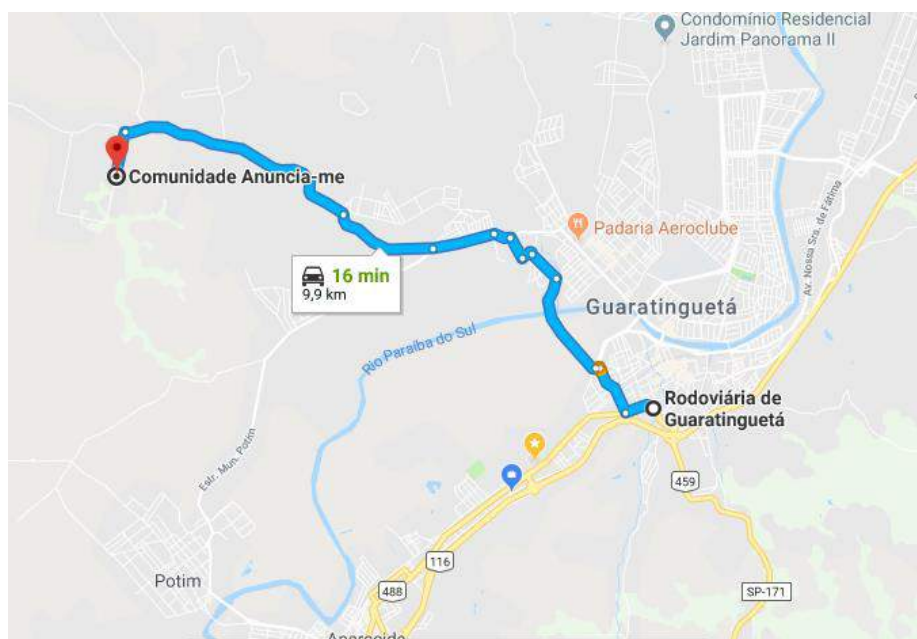 Condomínio Residencial
Jardim Panorama II
Comunidade Anuncia-me
Padaria Aeroclube
Av. Nossa Sra. de Fátima
16 min
9,9 km
Guaratinguetá
Rio Paraíba do Sul
Rodoviária de
Guaratinguetá
Estr. Mun. Potim
459
116
Potim
488
SP-171
Aparecida